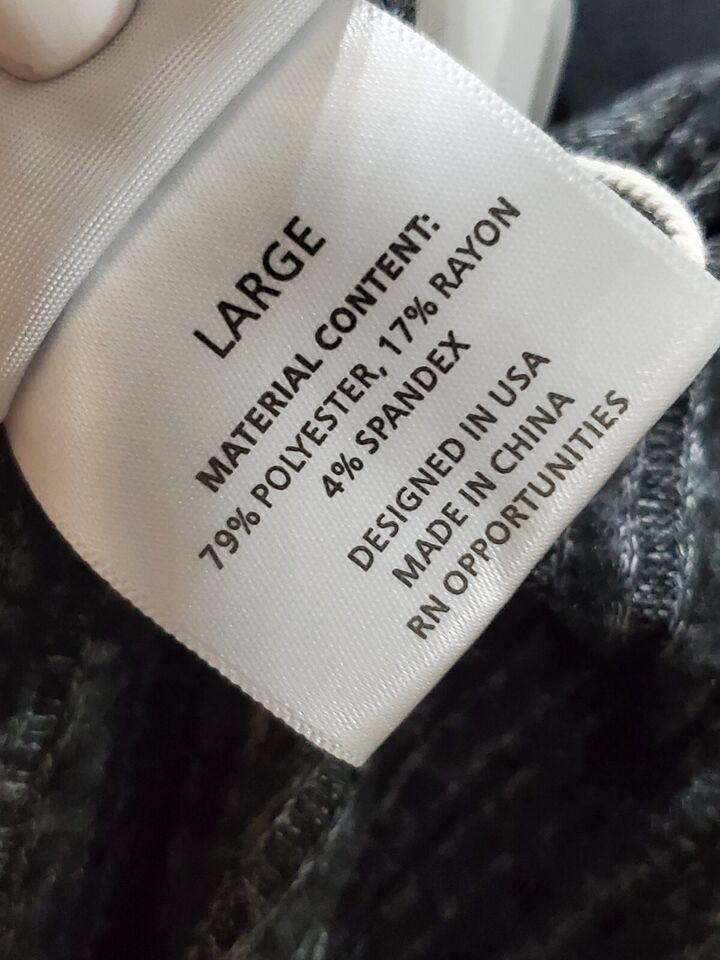 LARGE
MATERIAL CONTENT:
79% POLYESTER, 17% RAYON
4% SPANDEX
DESIGNED IN USA
MADE IN CHINA
RN OPPORTUNITIES